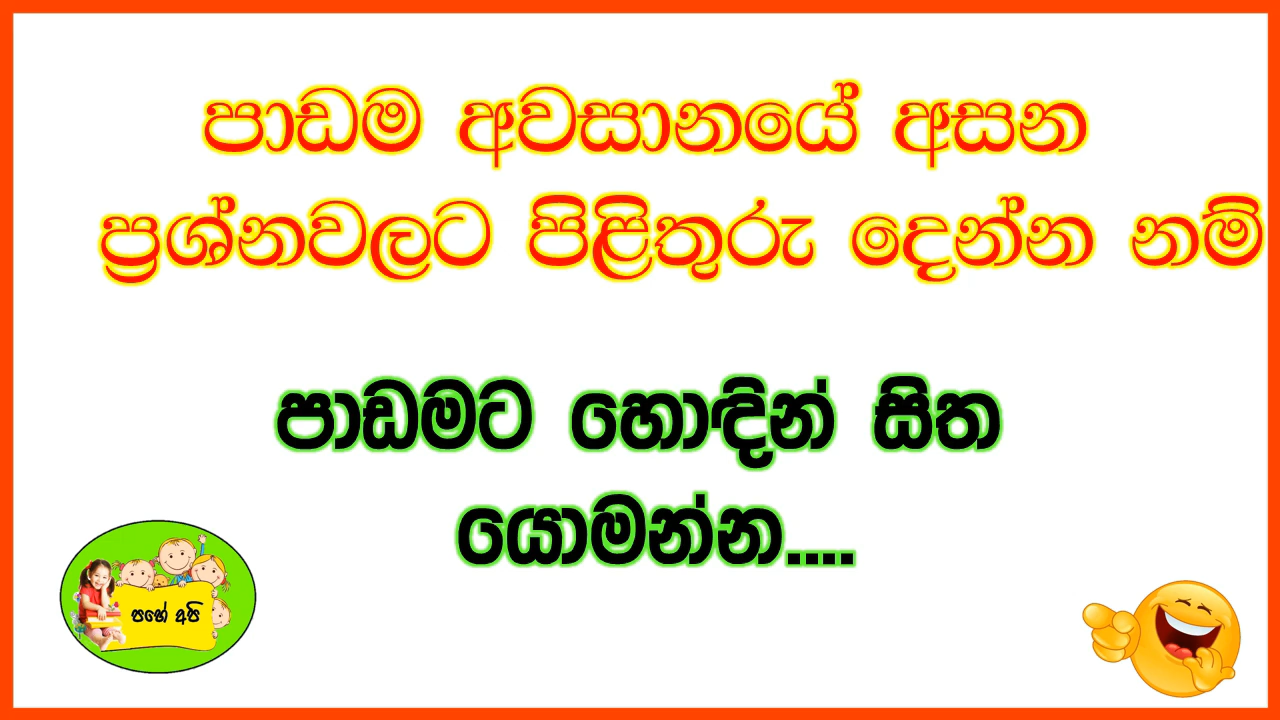 පාඩම අවසානයේ අසන
ප්‍රශ්නවලට පිළිතුරු දෙන්න නම්
පාඩමට හොඳින් සිත
යොමන්න....
පහේ අපි